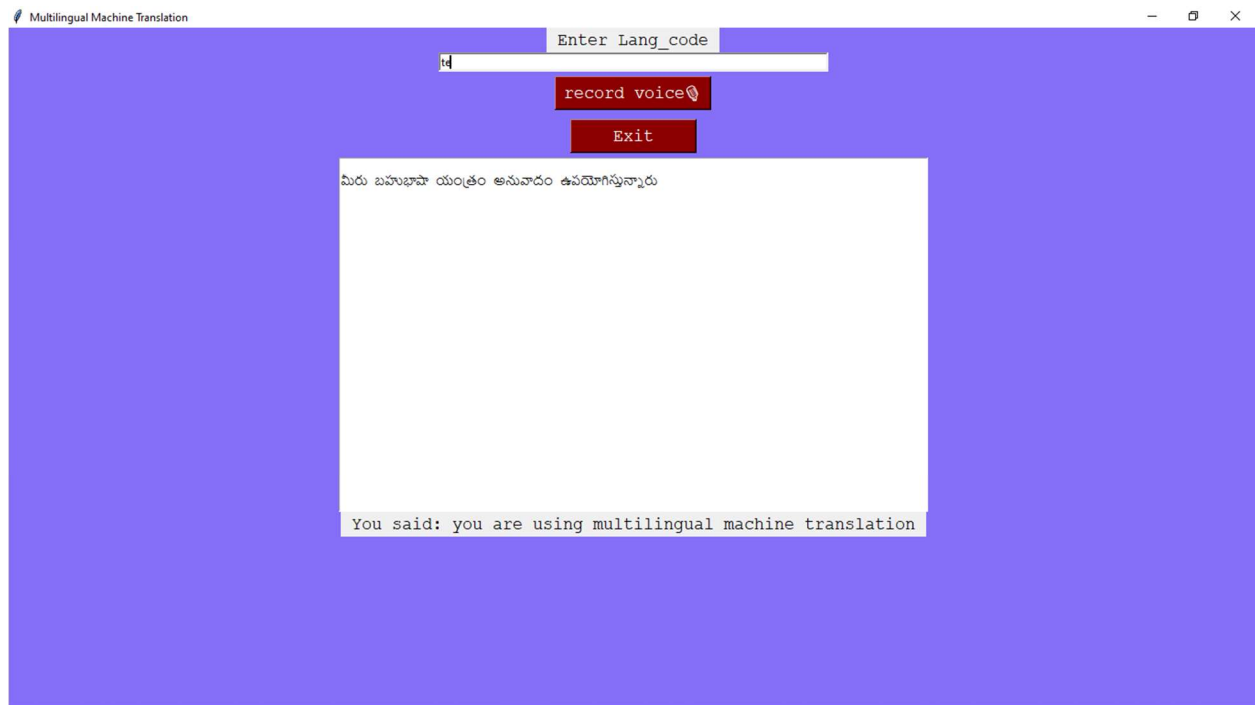 Multilingual Machine Translation
Enter Lang_code
te
record voice
Exit
మీరు బహుభాషా యంత్రం అనువాదం ఉపయోగిస్తున్నారు
You said: you are using multilingual machine translation